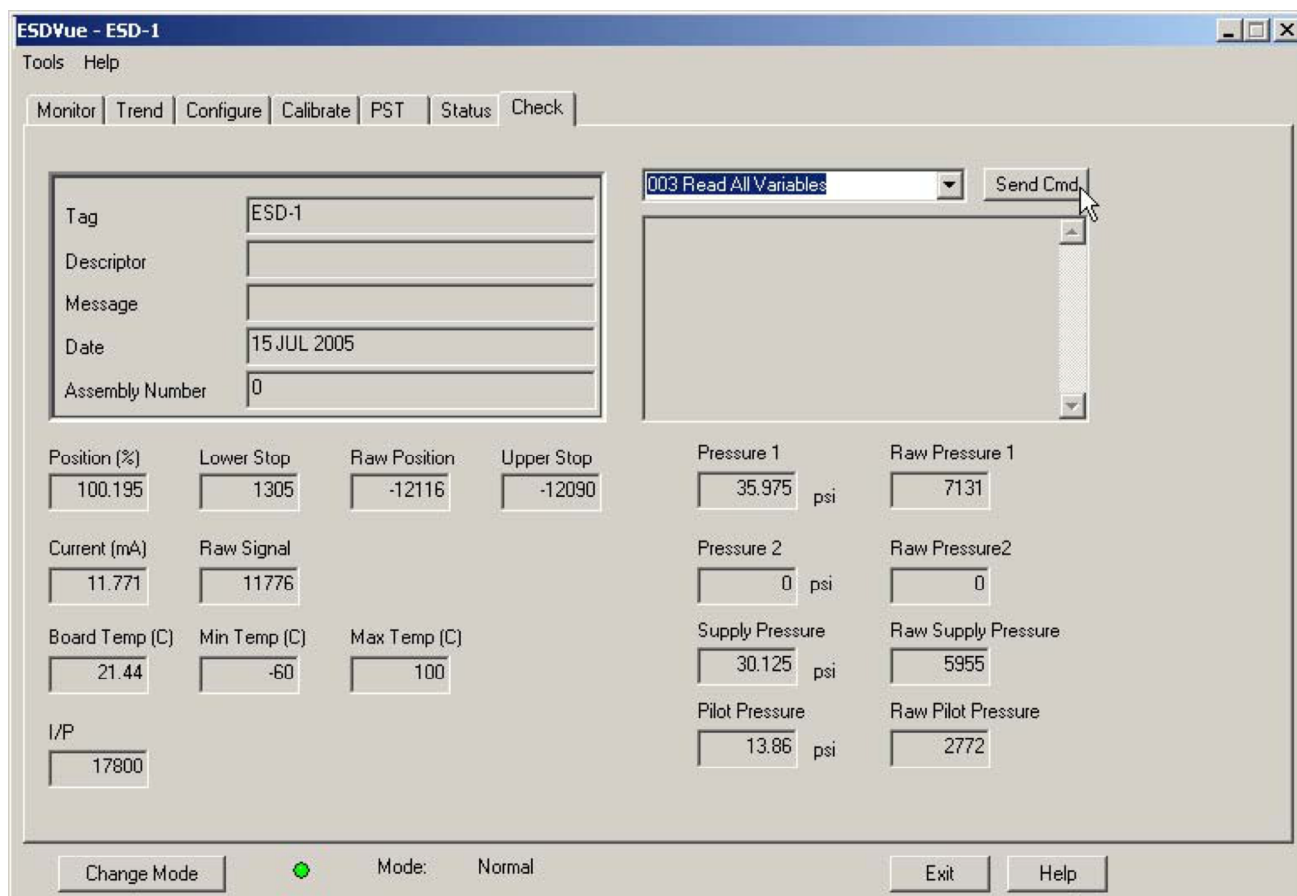 ESDVue - ESD-1
Tools Help
Monitor Trend Configure Calibrate PST Status Check
003 Read All Variables Send Cmd
Tag ESD-1
Descriptor
Message
Date 15 JUL 2005
Assembly Number 0
Position (%) Lower Stop Raw Position Upper Stop
100.195 1305 -12116 -12090
Pressure 1 Raw Pressure 1
35.975 psi 7131
Current (mA) Raw Signal
11.771 11776
Pressure 2 Raw Pressure2
0 psi 0
Board Temp (C) Min Temp (C) Max Temp (C)
21.44 -60 100
Supply Pressure Raw Supply Pressure
30.125 psi 5955
I/P
17800
Pilot Pressure Raw Pilot Pressure
13.86 psi 2772
Change Mode Mode: Normal Exit Help